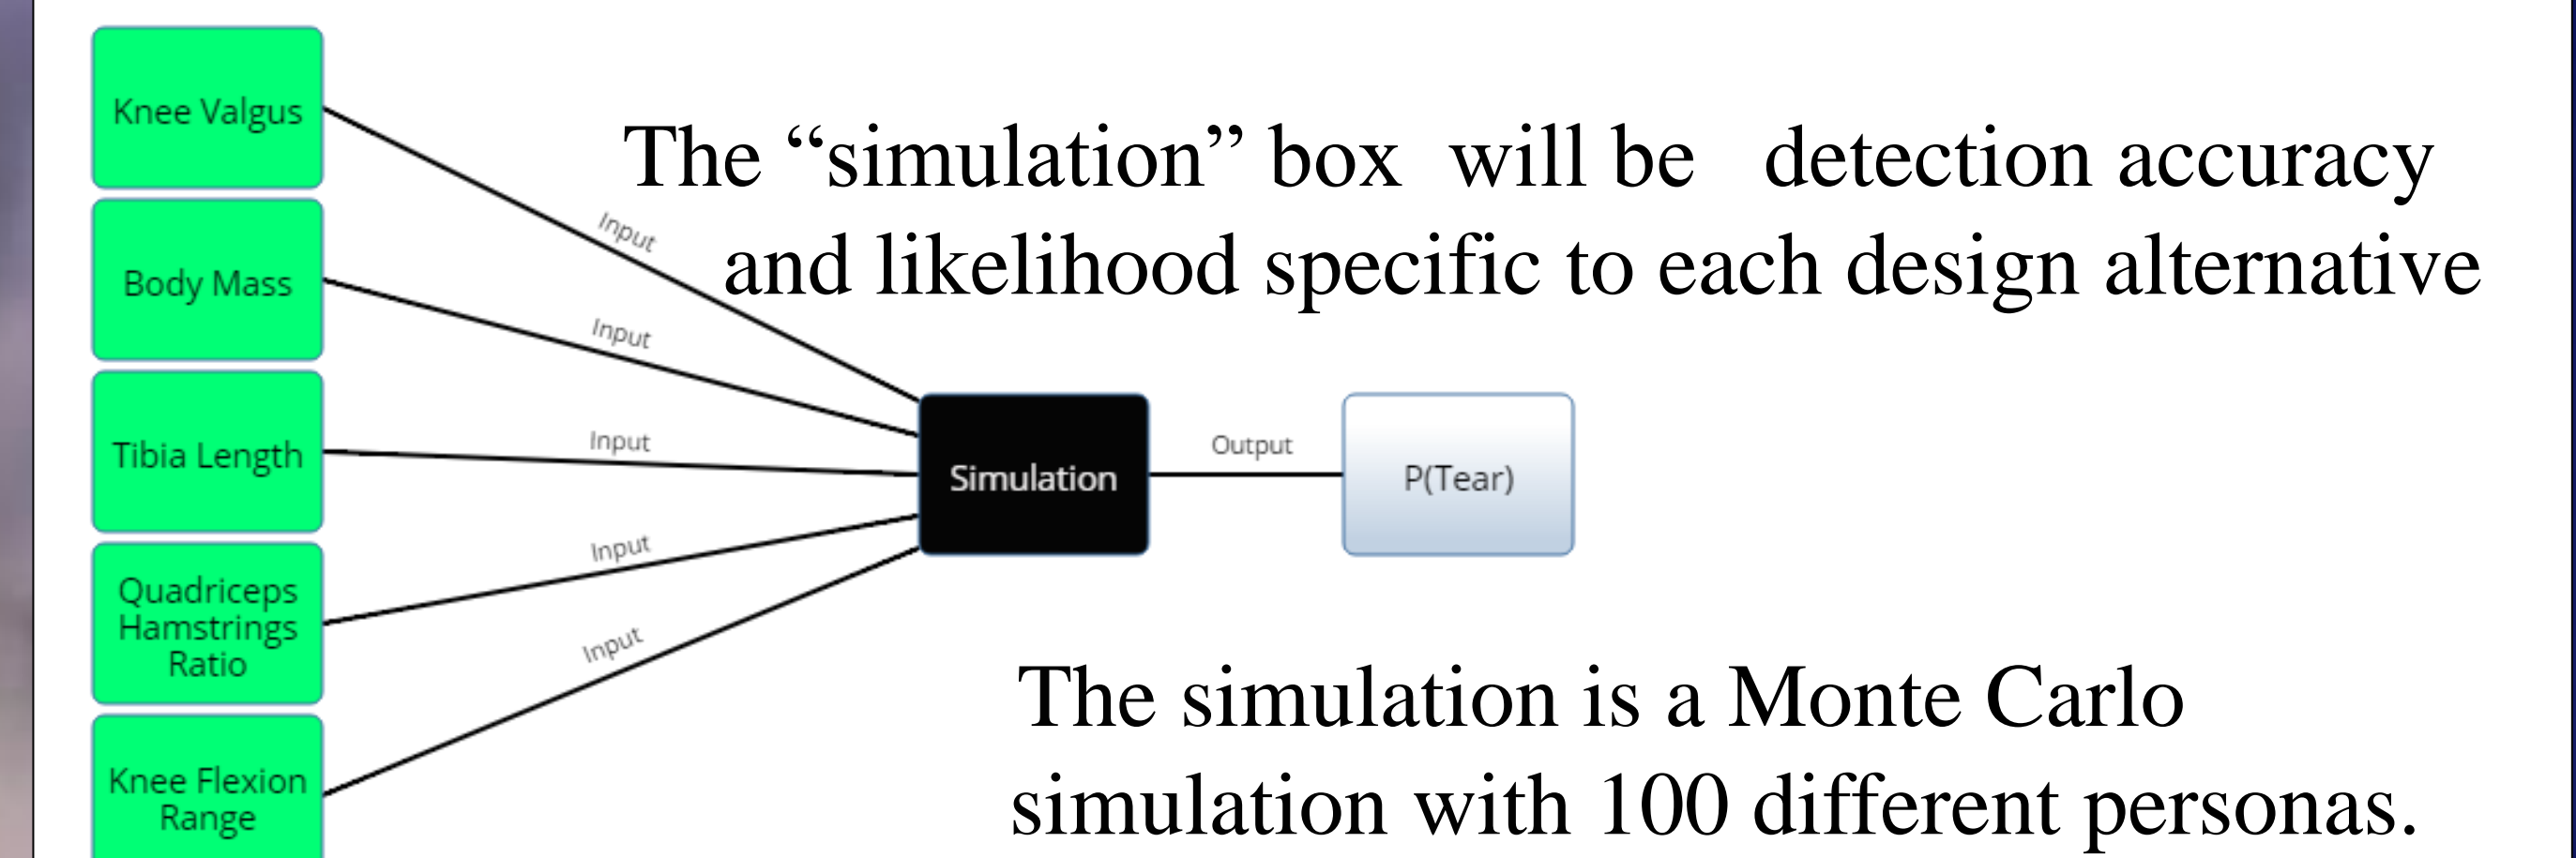 Knee Valgus
The “simulation” box will be detection accuracy
and likelihood specific to each design alternative
Input
Body Mass
Input
Tibia Length
Input
Simulation
Output
P(Tear)
Quadriceps
Hamstrings
Ratio
Input
Input
Knee Flexion
Range
The simulation is a Monte Carlo
simulation with 100 different personas.